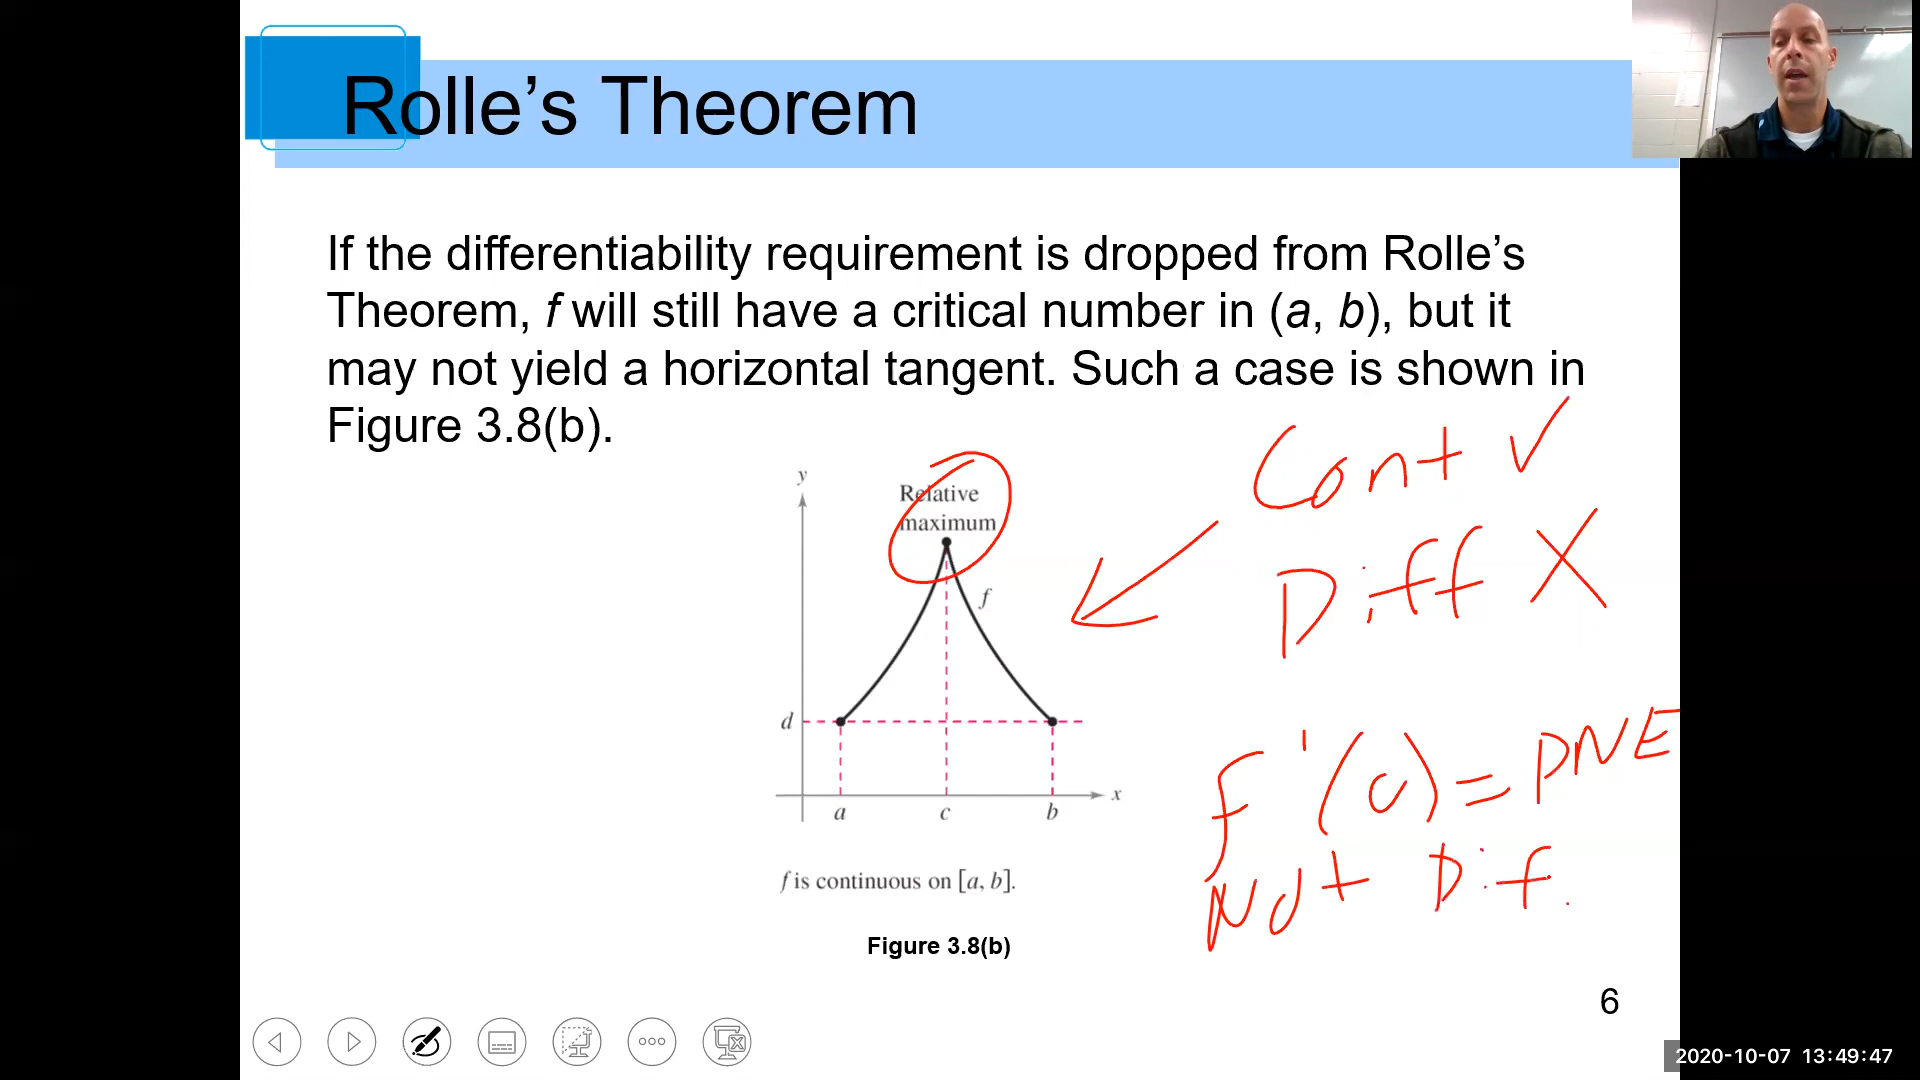 Rolle’s Theorem
If the differentiability requirement is dropped from Rolle’s
Theorem, f will still have a critical number in (a, b), but it
may not yield a horizontal tangent. Such a case is shown in
Figure 3.8(b).
Cont ✓
Diff X
y
Relative
maximum
f
d
x
a c b
f'(c) = DNE
Not Dif.
f is continuous on [a, b].
Figure 3.8(b)
6
2020-10-07 13:49:47